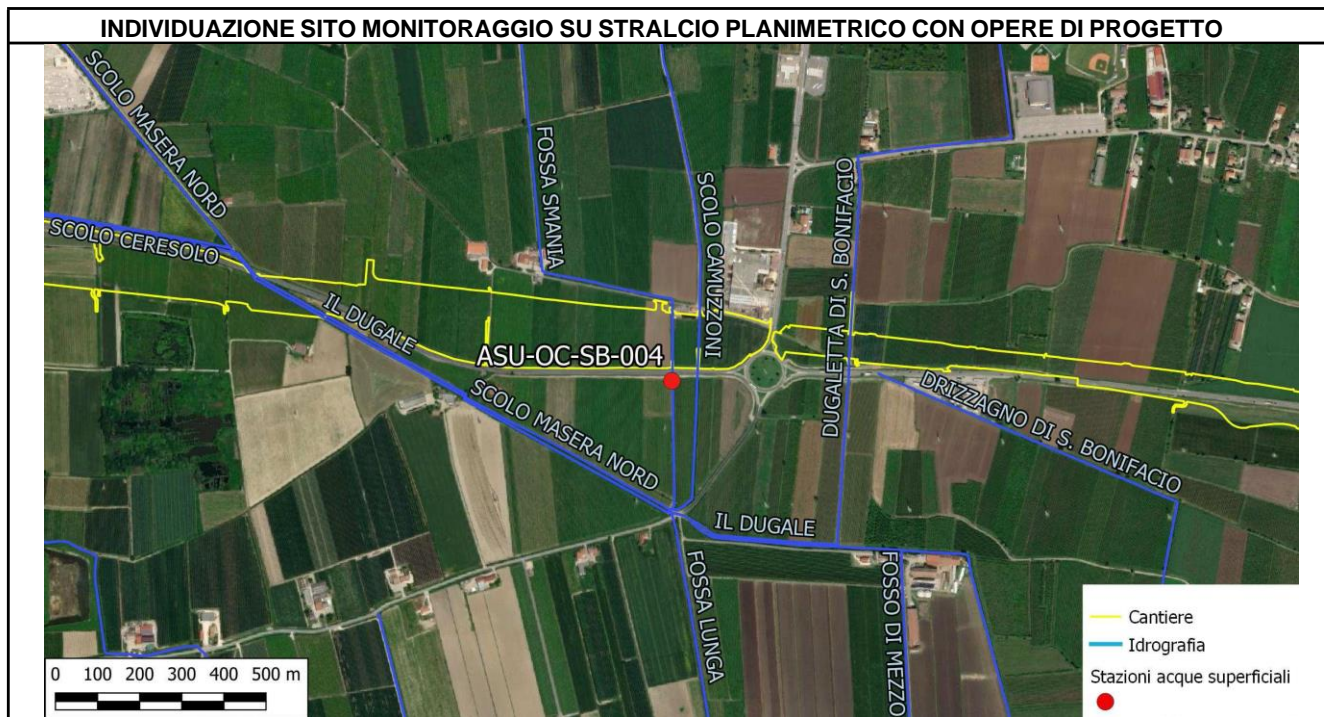 INDIVIDUAZIONE SITO MONITORAGGIO SU STRALCIO PLANIMETRICO CON OPERE DI PROGETTO
SCOLO MASERA NORD
SCOLO CERESOLO
FOSSA SMANIA
SCOLO CAMUZZONI
DUGALETTA DI S. BONIFACIO
IL DUGALE
ASU-OC-SB-004
SCOLO MASERA NORD
DRIZZAGNO DI S. BONIFACIO
IL DUGALE
FOSSA LUNGA
FOSSO DI MEZZO
0 100 200 300 400 500 m
Cantiere
Idrografia
Stazioni acque superficiali